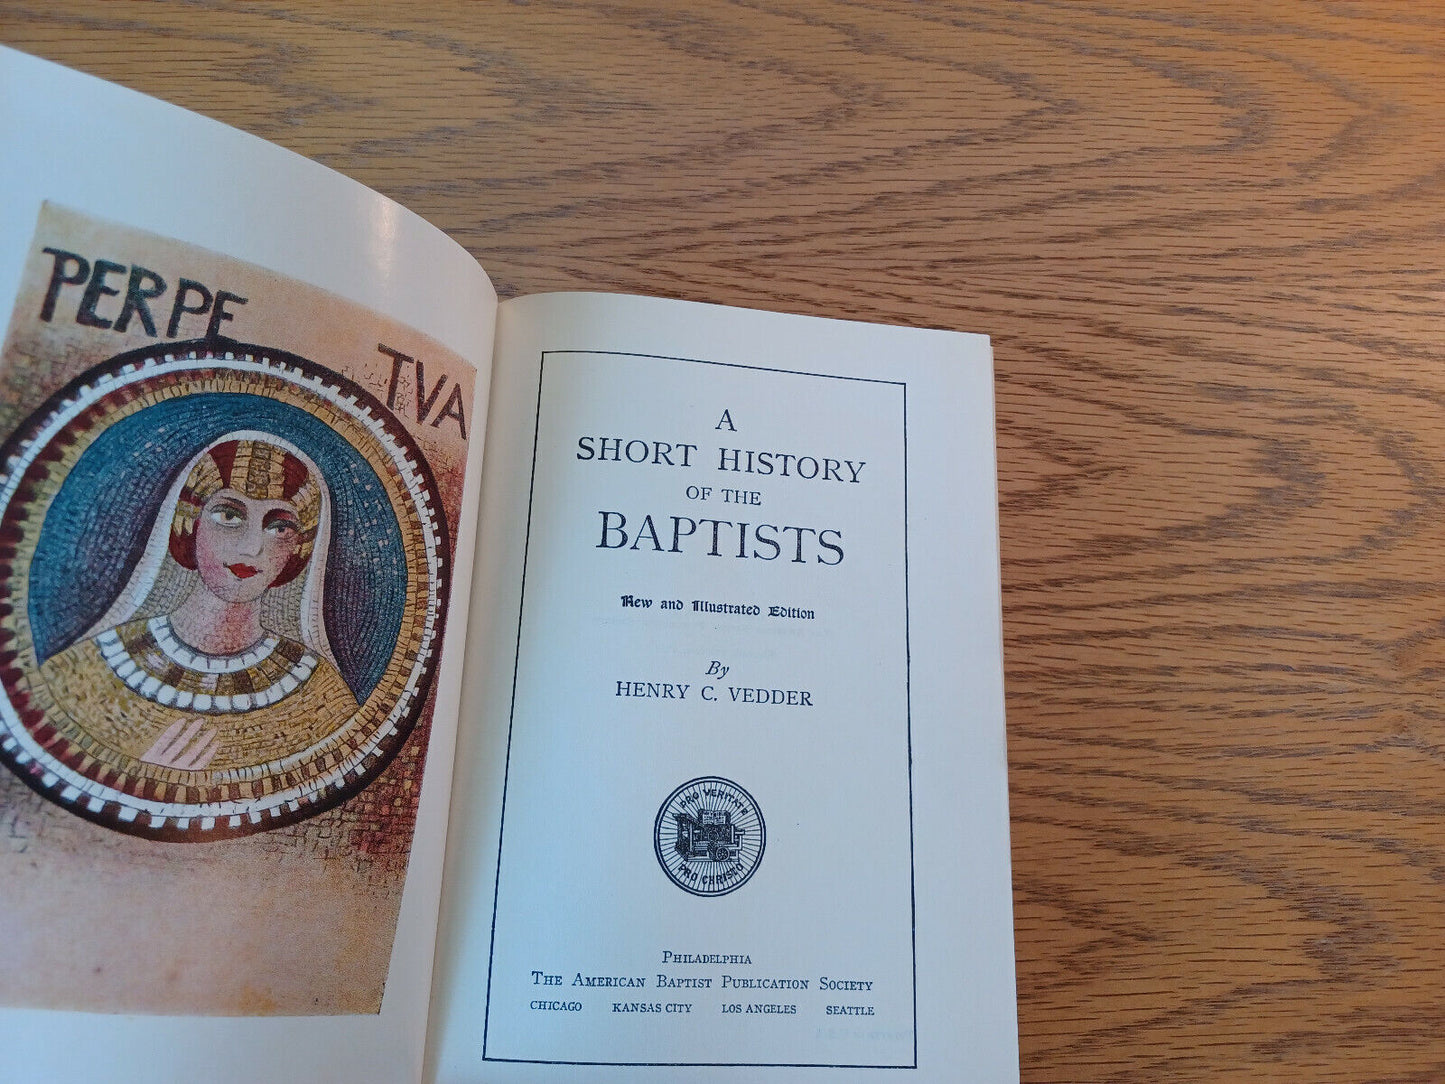 PERPE
TVA
A
SHORT HISTORY
OF THE
BAPTISTS
New and Illustrated Edition
By
HENRY C. VEDDER
PRO VERITATE
PRO CHRISTO
PHILADELPHIA
THE AMERICAN BAPTIST PUBLICATION SOCIETY
CHICAGO KANSAS CITY LOS ANGELES SEATTLE